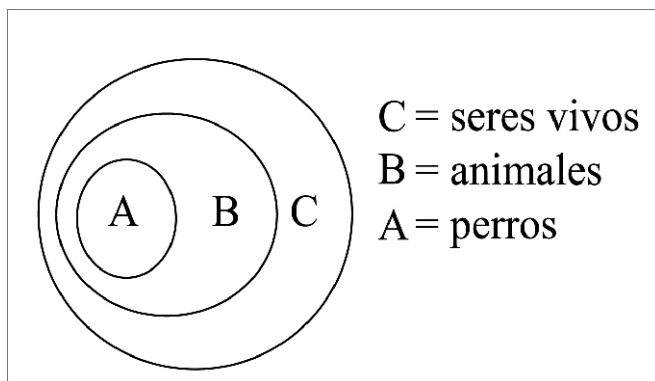 A B C
C = seres vivos
B = animales
A = perros